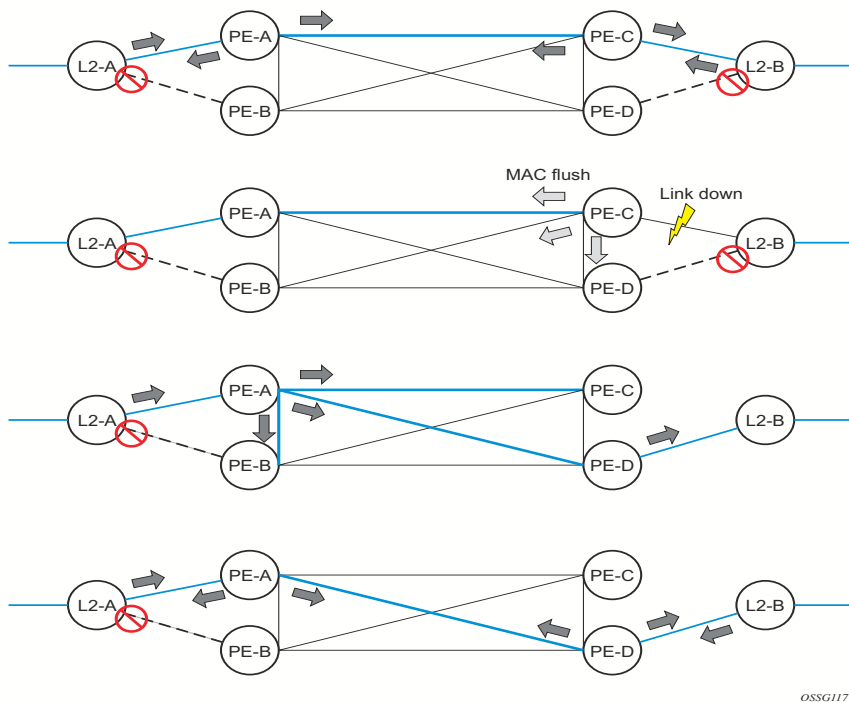 PE-A
PE-C
L2-A
L2-B
PE-B
PE-D
MAC flush
Link down
PE-A
PE-C
L2-A
L2-B
PE-B
PE-D
PE-A
PE-C
L2-A
L2-B
PE-B
PE-D
PE-A
PE-C
L2-A
L2-B
PE-B
PE-D
OSSG117